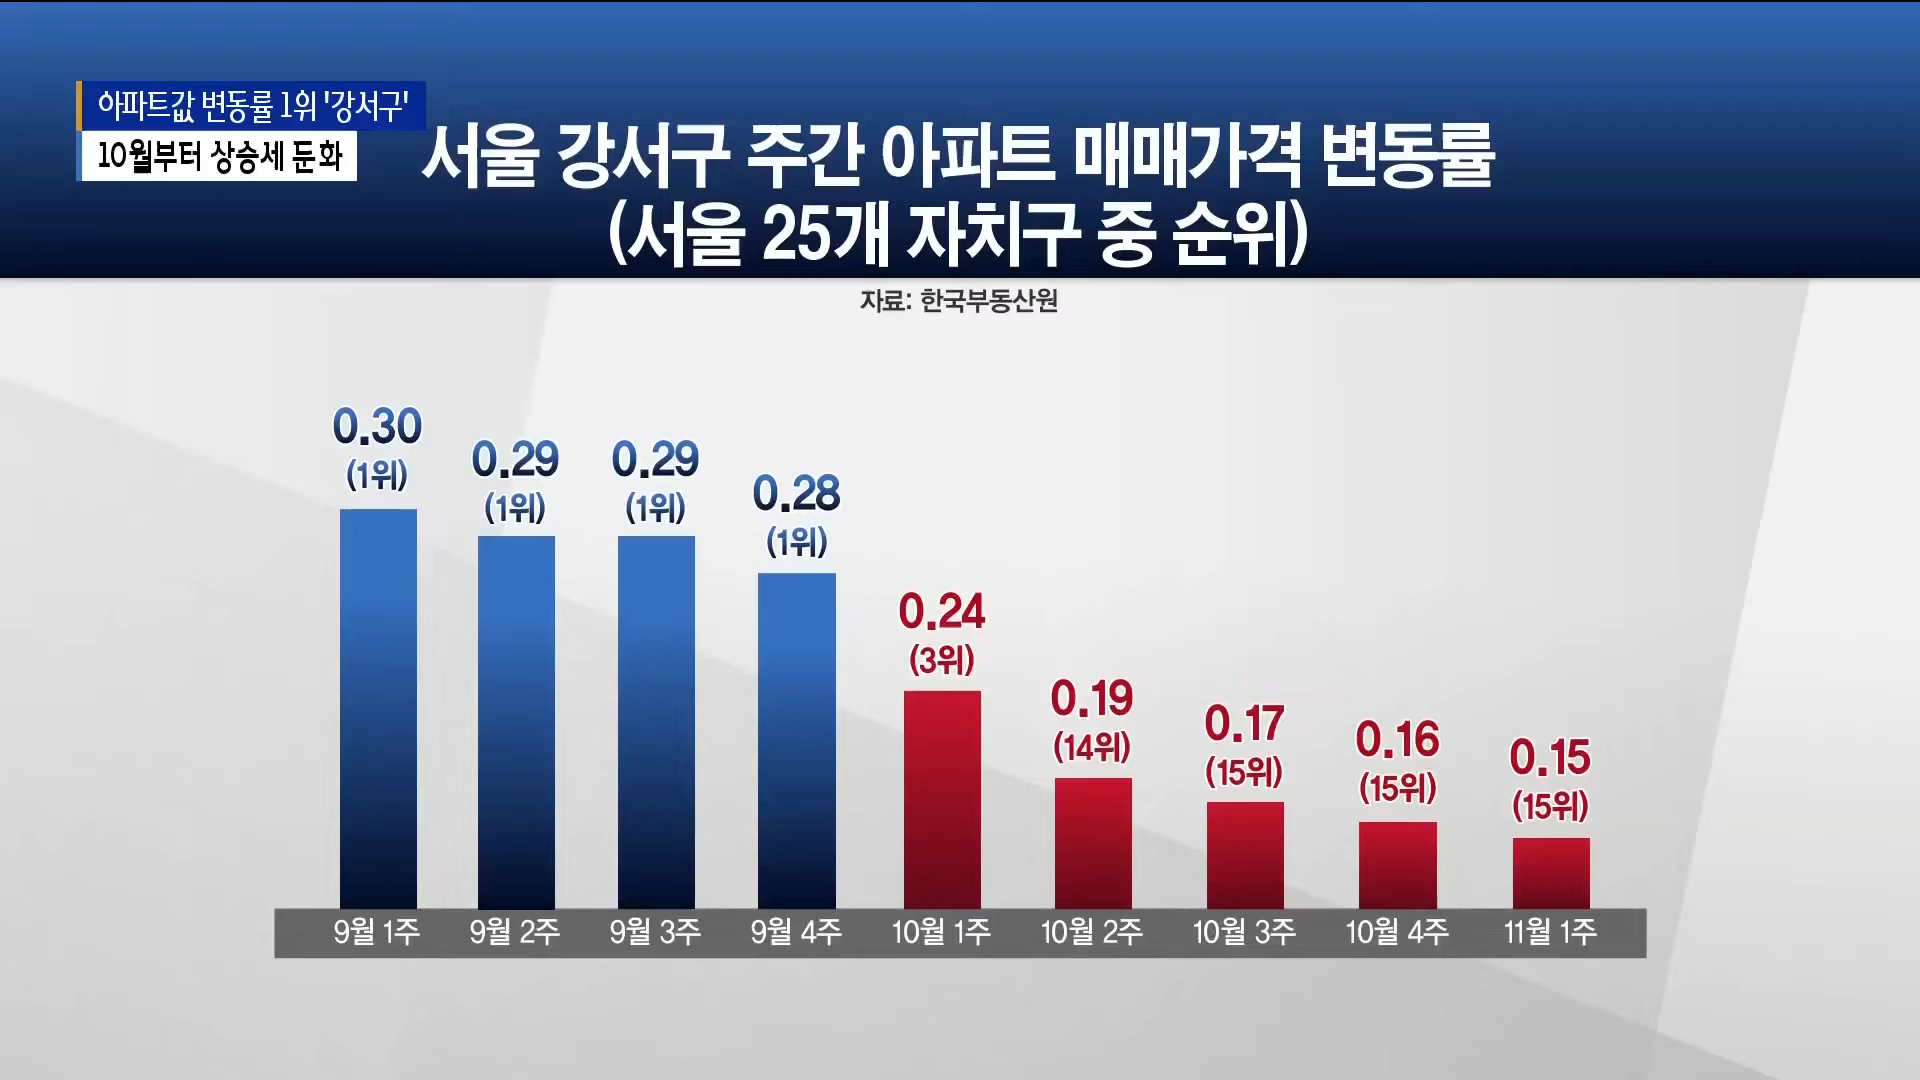 아파트값 변동률 1위 '강서구'
10월부터 상승세 둔화
서울 강서구 주간 아파트 매매가격 변동률
(서울 25개 자치구 중 순위)
자료: 한국부동산원
0.30
(1위)
0.29
(1위)
0.29
(1위)
0.28
(1위)
0.24
(3위)
0.19
(14위)
0.17
(15위)
0.16
(15위)
0.15
(15위)
9월 1주 9월 2주 9월 3주 9월 4주 10월 1주 10월 2주 10월 3주 10월 4주 11월 1주